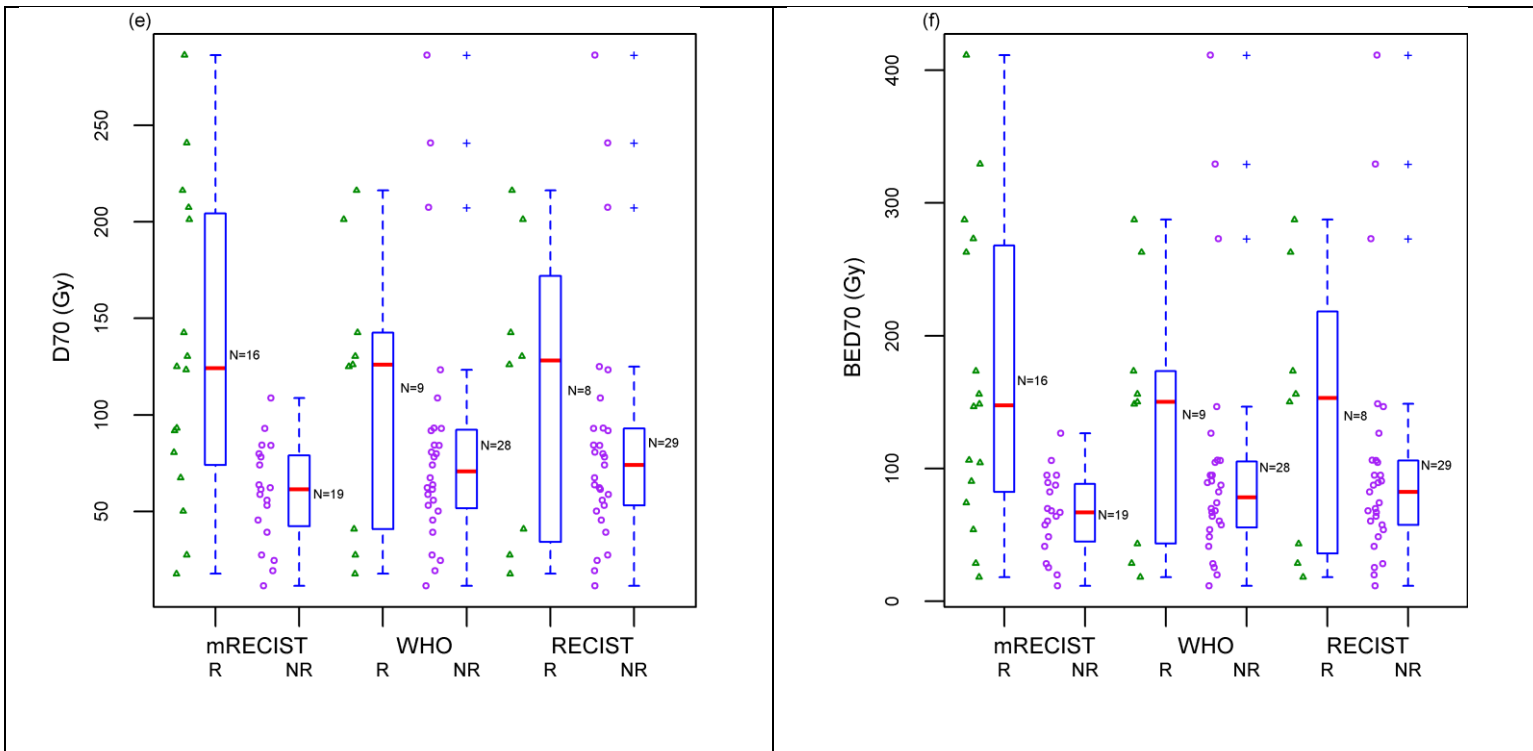 (e)
D70 (Gy)
250
200
150
100
50
N=16
N=19
N=9
N=28
N=8
N=29
mRECIST WHO RECIST
R NR R NR R NR
(f)
BED70 (Gy)
400
300
200
100
0
N=16
N=19
N=9
N=28
N=8
N=29
mRECIST WHO RECIST
R NR R NR R NR